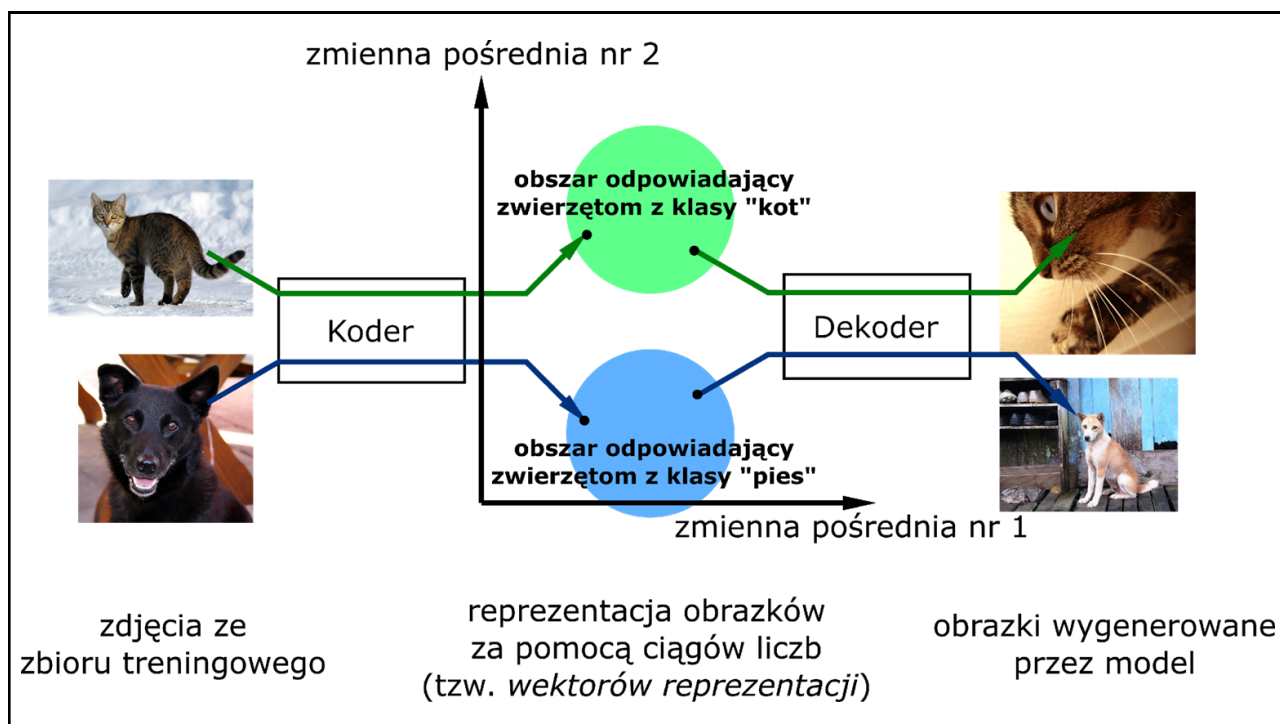 zmienna pośrednia nr 2
obszar odpowiadający
zwierzętom z klasy "kot"
Koder
Dekoder
obszar odpowiadający
zwierzętom z klasy "pies"
zmienna pośrednia nr 1
zdjęcia ze
zbioru treningowego
reprezentacja obrazków
za pomocą ciągów liczb
(tzw. wektorów reprezentacji)
obrazki wygenerowane
przez model